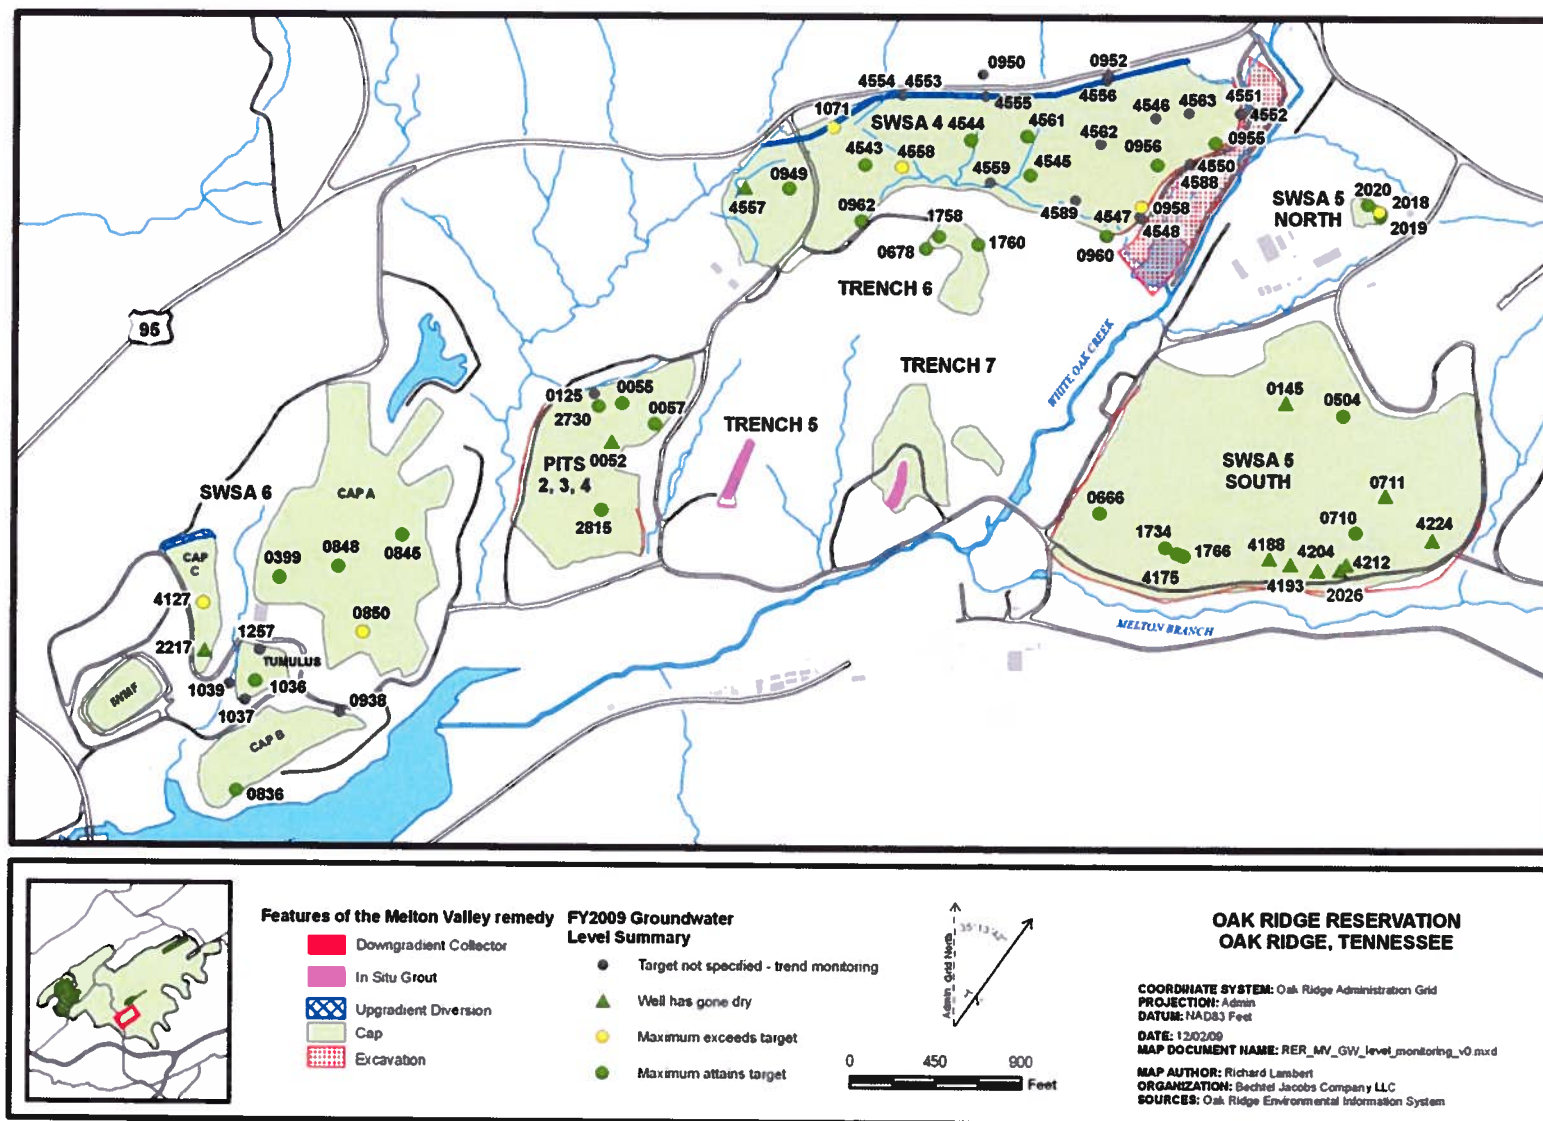 0950
0952
4554
4553
4555
4556
1071
SWSA 4
4544
4561
4546
4563
4551
4552
4562
0955
0956
4543
4558
4559
4545
4550
4588
0949
4557
0962
1758
0678
1760
4589
4547
0958
4548
0960
SWSA 5
NORTH
2020
2018
2019
TRENCH 6
95
TRENCH 7
WHITE OAK CREEK
0125
0055
2730
0057
0052
PITS
2, 3, 4
2815
TRENCH 5
0145
0504
SWSA 5
SOUTH
0711
0666
0710
4224
1734
1766
4175
4188
4204
4212
4193
2026
MELTON BRANCH
SWSA 6
CAP A
CAP
C
0399
0848
0845
4127
0850
2217
1257
TUMULUS
1039
1036
1037
0938
CAP B
0836
Features of the Melton Valley remedy
Downgradient Collector
In Situ Grout
Upgradient Diversion
Cap
Excavation
FY2009 Groundwater
Level Summary
Target not specified - trend monitoring
Well has gone dry
Maximum exceeds target
Maximum attains target
Admin Grid North
0 450 900
Feet
OAK RIDGE RESERVATION
OAK RIDGE, TENNESSEE
COORDINATE SYSTEM: Oak Ridge Administration Grid
PROJECTION: Admin
DATUM: NAD83 Feet
DATE: 12/02/09
MAP DOCUMENT NAME: RER_MV_GW_level_monitoring_v0.mxd
MAP AUTHOR: Richard Lambert
ORGANIZATION: Bechtel Jacobs Company LLC
SOURCES: Oak Ridge Environmental Information System